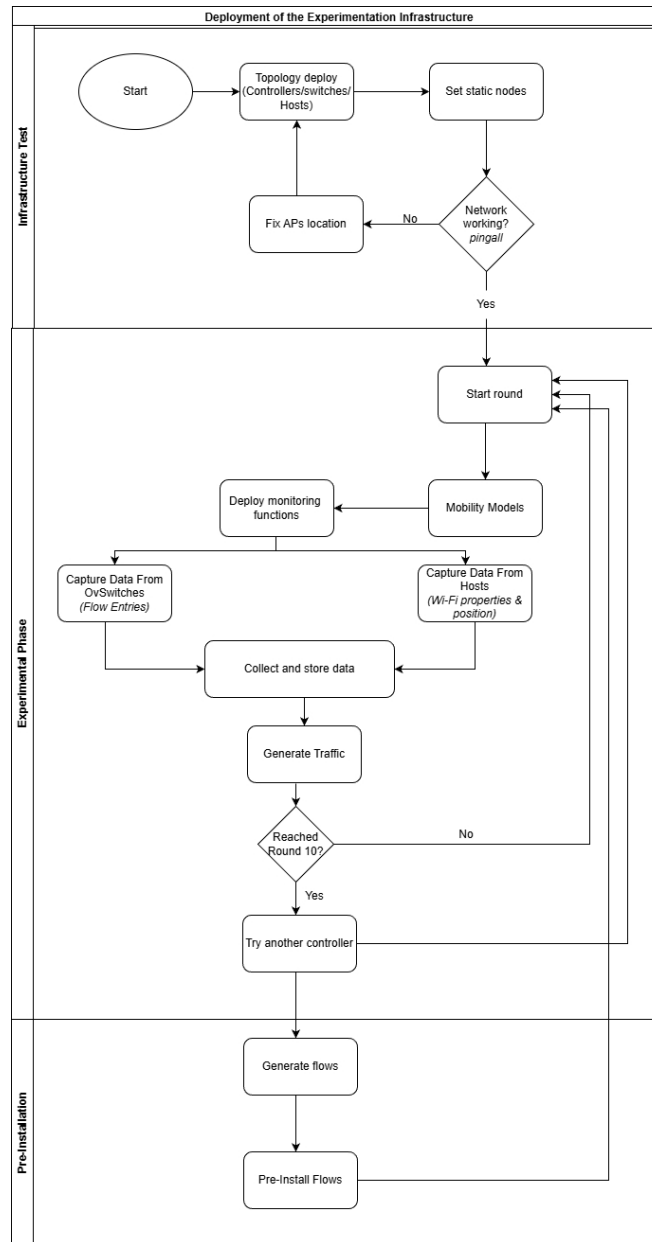 Deployment of the Experimentation Infrastructure
Infrastructure Test
Start
Topology deploy
(Controllers/switches/
Hosts)
Set static nodes
Network
working?
pingall
No
Fix APs location
Yes
Experimental Phase
Start round
Mobility Models
Deploy monitoring
functions
Capture Data From
OvSwitches
(Flow Entries)
Capture Data From
Hosts
(Wi-Fi properties &
position)
Collect and store data
Generate Traffic
Reached
Round 10?
No
Yes
Try another controller
Pre-Installation
Generate flows
Pre-Install Flows